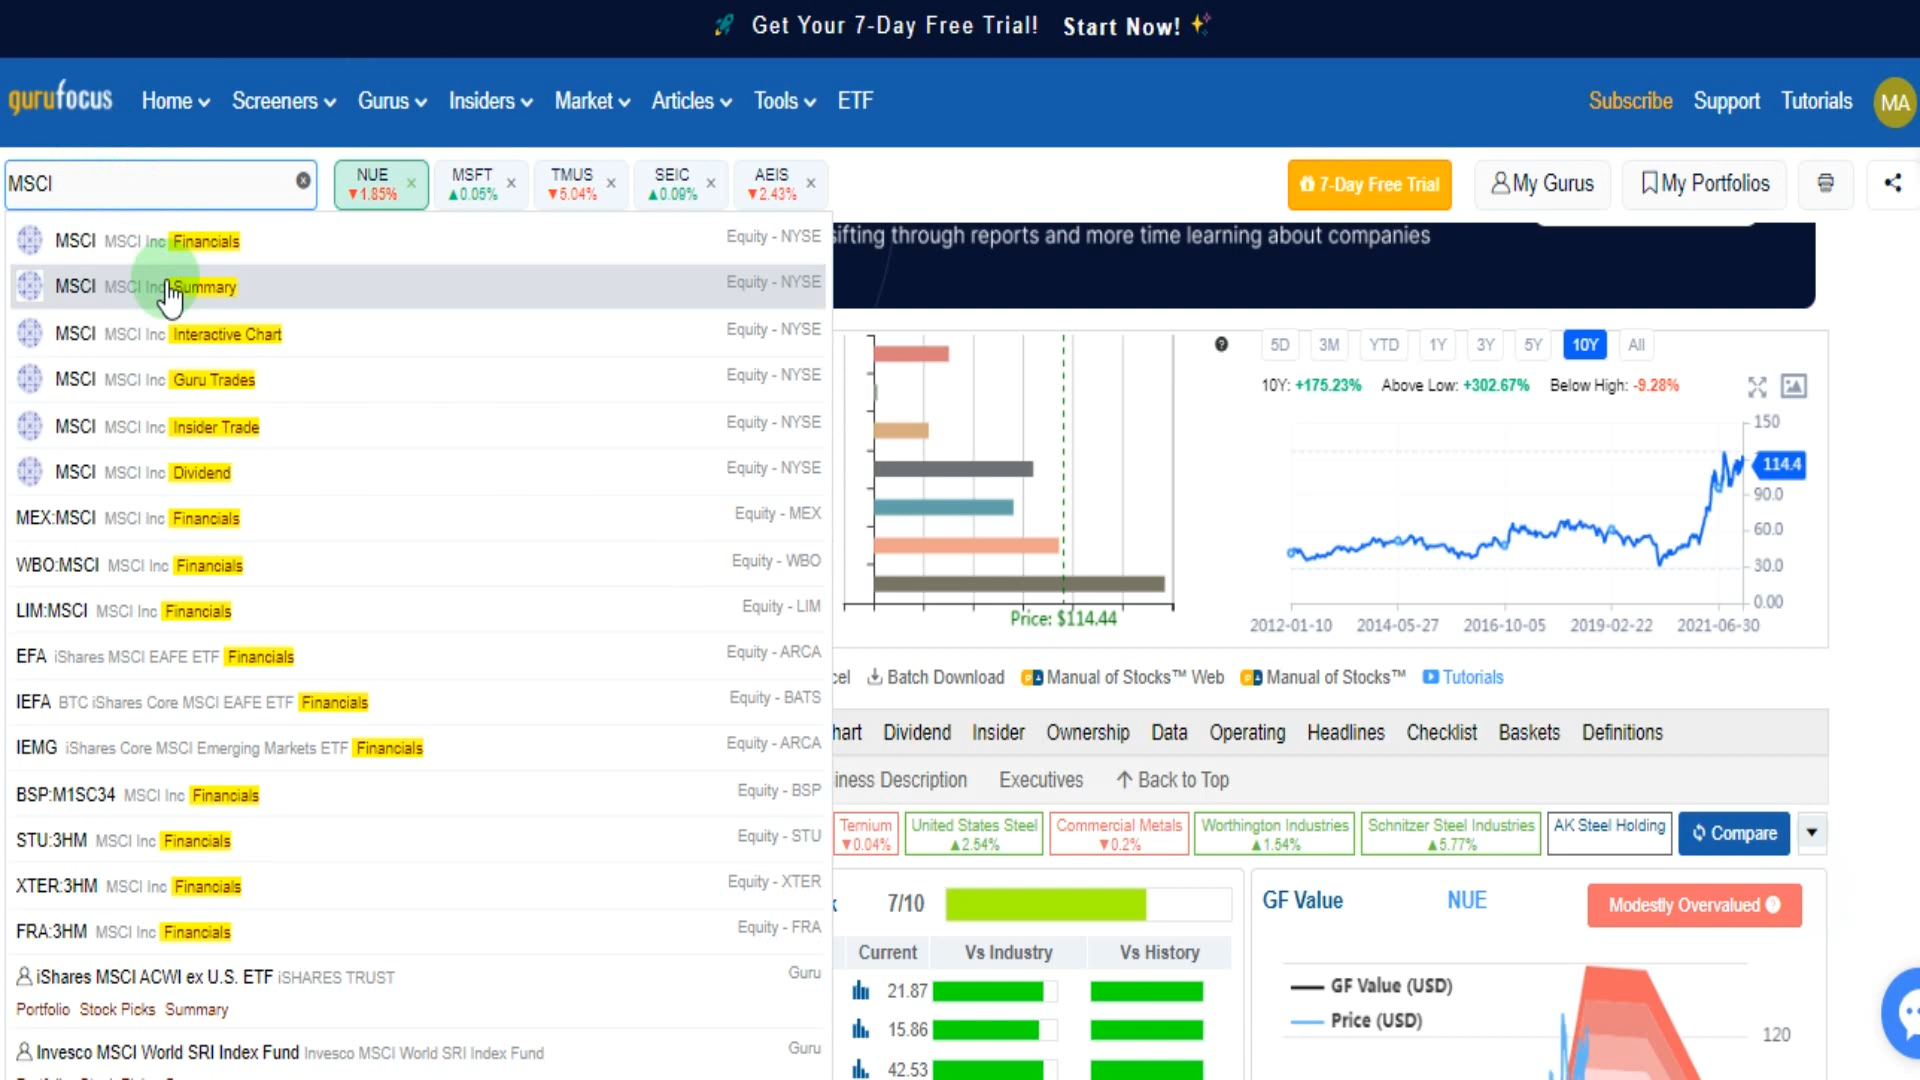 Get Your 7-Day Free Trial! Start Now!
gurufocus Home Screeners Gurus Insiders Market Articles Tools ETF Subscribe Support Tutorials MA
MSCI
NUE MSFT TMUS SEIC AEIS
▼1.85% ▲0.05% ▼5.04% ▲0.09% ▼2.43%
7-Day Free Trial My Gurus My Portfolios
MSCI MSCI Inc Financials Equity - NYSE
MSCI MSCI Inc Summary Equity - NYSE
MSCI MSCI Inc Interactive Chart Equity - NYSE
MSCI MSCI Inc Guru Trades Equity - NYSE
MSCI MSCI Inc Insider Trade Equity - NYSE
MSCI MSCI Inc Dividend Equity - NYSE
MEX:MSCI MSCI Inc Financials Equity - MEX
WBO:MSCI MSCI Inc Financials Equity - WBO
LIM:MSCI MSCI Inc Financials Equity - LIM
EFA iShares MSCI EAFE ETF Financials Equity - ARCA
IEFA BTC iShares Core MSCI EAFE ETF Financials Equity - BATS
IEMG iShares Core MSCI Emerging Markets ETF Financials Equity - ARCA
BSP:M1SC34 MSCI Inc Financials Equity - BSP
STU:3HM MSCI Inc Financials Equity - STU
XTER:3HM MSCI Inc Financials Equity - XTER
FRA:3HM MSCI Inc Financials Equity - FRA
iShares MSCI ACWI ex U.S. ETF iSHARES TRUST Guru
Portfolio Stock Picks Summary
Invesco MSCI World SRI Index Fund Invesco MSCI World SRI Index Fund Guru
sifting through reports and more time learning about companies
5D 3M YTD 1Y 3Y 5Y 10Y All
10Y: +175.23% Above Low: +302.67% Below High: -9.28%
150
114.4
90.0
60.0
30.0
0.00
2012-01-10 2014-05-27 2016-10-05 2019-02-22 2021-06-30
Price: $114.44
cel Batch Download Manual of Stocks™ Web Manual of Stocks™ Tutorials
hart Dividend Insider Ownership Data Operating Headlines Checklist Baskets Definitions
iness Description Executives Back to Top
Ternium United States Steel Commercial Metals Worthington Industries Schnitzer Steel Industries AK Steel Holding Compare
▼0.04% ▲2.54% ▼0.2% ▲1.54% ▲5.77%
k 7/10
Current Vs Industry Vs History
21.87
15.86
42.53
GF Value NUE Modestly Overvalued
GF Value (USD)
Price (USD)
120